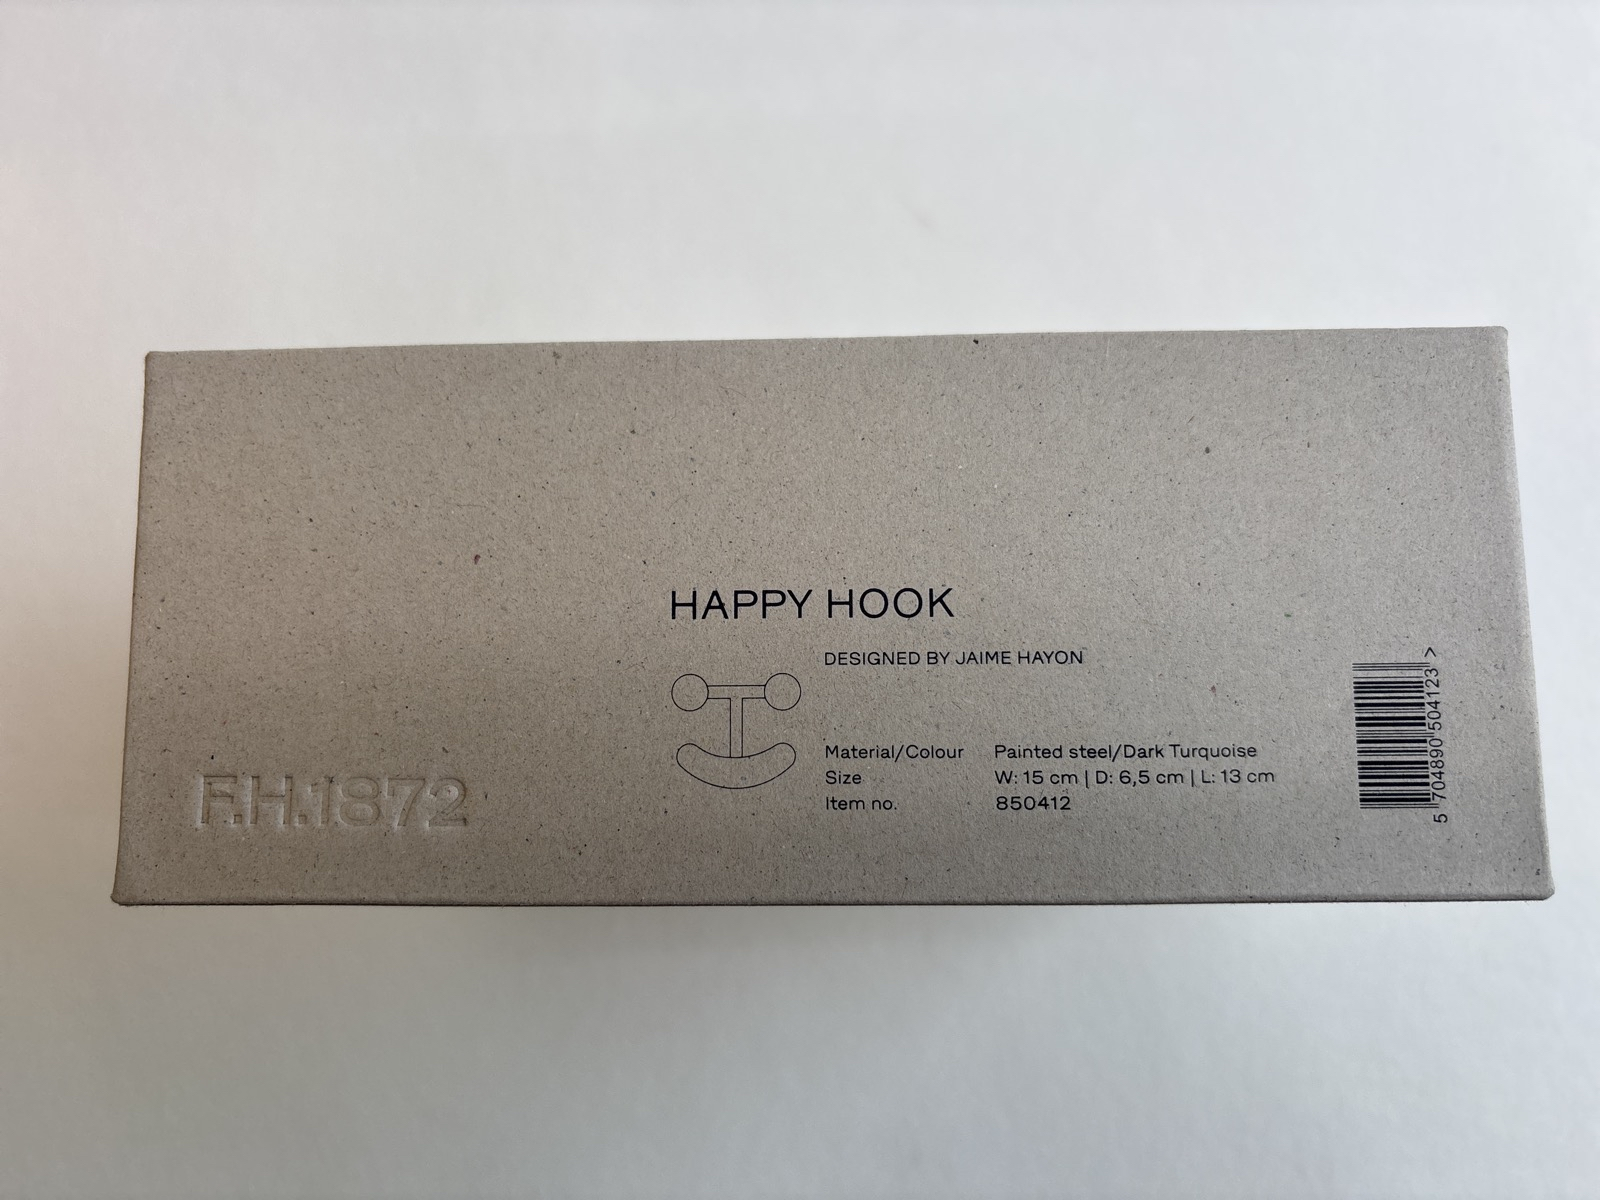 HAPPY HOOK
DESIGNED BY JAIME HAYON
Material/Colour Painted steel/Dark Turquoise
Size W: 15 cm | D: 6,5 cm | L: 13 cm
Item no. 850412
F.H.1872
5 704890 504123 >